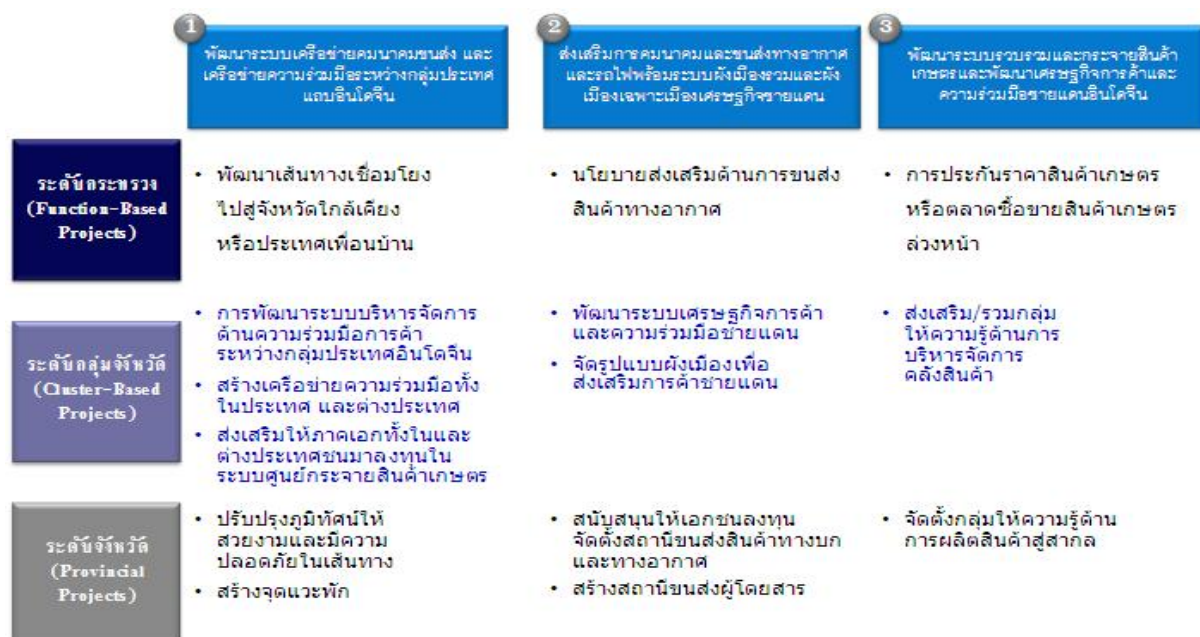 1
พัฒนาระบบเครือข่ายคมนาคมขนส่ง และ
เครือข่ายความร่วมมือระหว่างกลุ่มประเทศ
แถบอินโดจีน
2
ส่งเสริมการคมนาคมและขนส่งทางอากาศ
และรถไฟพร้อมระบบผังเมืองรวมและผัง
เมืองเฉพาะเมืองเศรษฐกิจชายแดน
3
พัฒนาระบบรวบรวมและกระจายสินค้า
เกษตรและพัฒนาเศรษฐกิจการค้าและ
ความร่วมมือชายแดนอินโดจีน
ระดับกระทรวง
(Function-Based
Projects)
• พัฒนาเส้นทางเชื่อมโยง
ไปสู่จังหวัดใกล้เคียง
หรือประเทศเพื่อนบ้าน
• นโยบายส่งเสริมด้านการขนส่ง
สินค้าทางอากาศ
• การประกันราคาสินค้าเกษตร
หรือตลาดซื้อขายสินค้าเกษตร
ล่วงหน้า
ระดับกลุ่มจังหวัด
(Cluster-Based
Projects)
• การพัฒนาระบบบริหารจัดการ
ด้านความร่วมมือการค้า
ระหว่างกลุ่มประเทศอินโดจีน
• สร้างเครือข่ายความร่วมมือทั้ง
ในประเทศ และต่างประเทศ
• ส่งเสริมให้ภาคเอกทั้งในและ
ต่างประเทศชนมาลงทุนใน
ระบบศูนย์กระจายสินค้าเกษตร
• พัฒนาระบบเศรษฐกิจการค้า
และความร่วมมือชายแดน
• จัดรูปแบบผังเมืองเพื่อ
ส่งเสริมการค้าชายแดน
• ส่งเสริม/รวมกลุ่ม
ให้ความรู้ด้านการ
บริหารจัดการ
คลังสินค้า
ระดับจังหวัด
(Provincial
Projects)
• ปรับปรุงภูมิทัศน์ให้
สวยงามและมีความ
ปลอดภัยในเส้นทาง
• สร้างจุดแวะพัก
• สนับสนุนให้เอกชนลงทุน
จัดตั้งสถานีขนส่งสินค้าทางบก
และทางอากาศ
• สร้างสถานีขนส่งผู้โดยสาร
• จัดตั้งกลุ่มให้ความรู้ด้าน
การผลิตสินค้าสู่สากล